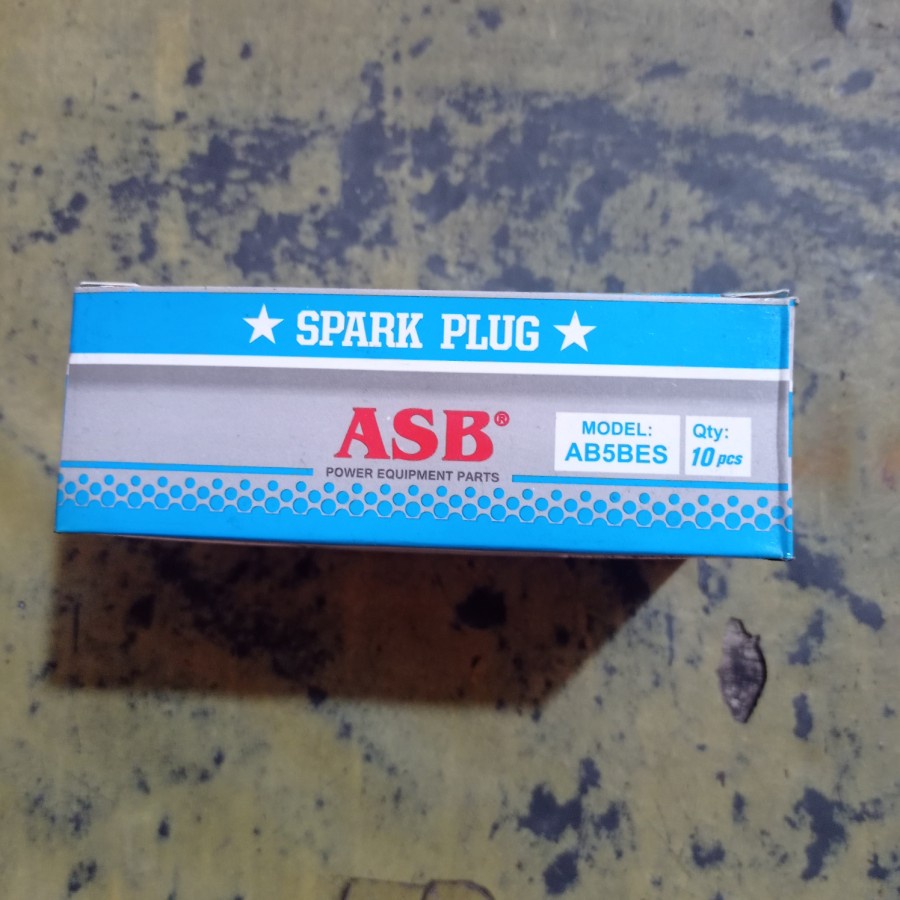 ★ SPARK PLUG ★
ASB®
POWER EQUIPMENT PARTS
MODEL:
AB5BES
Qty:
10 pcs